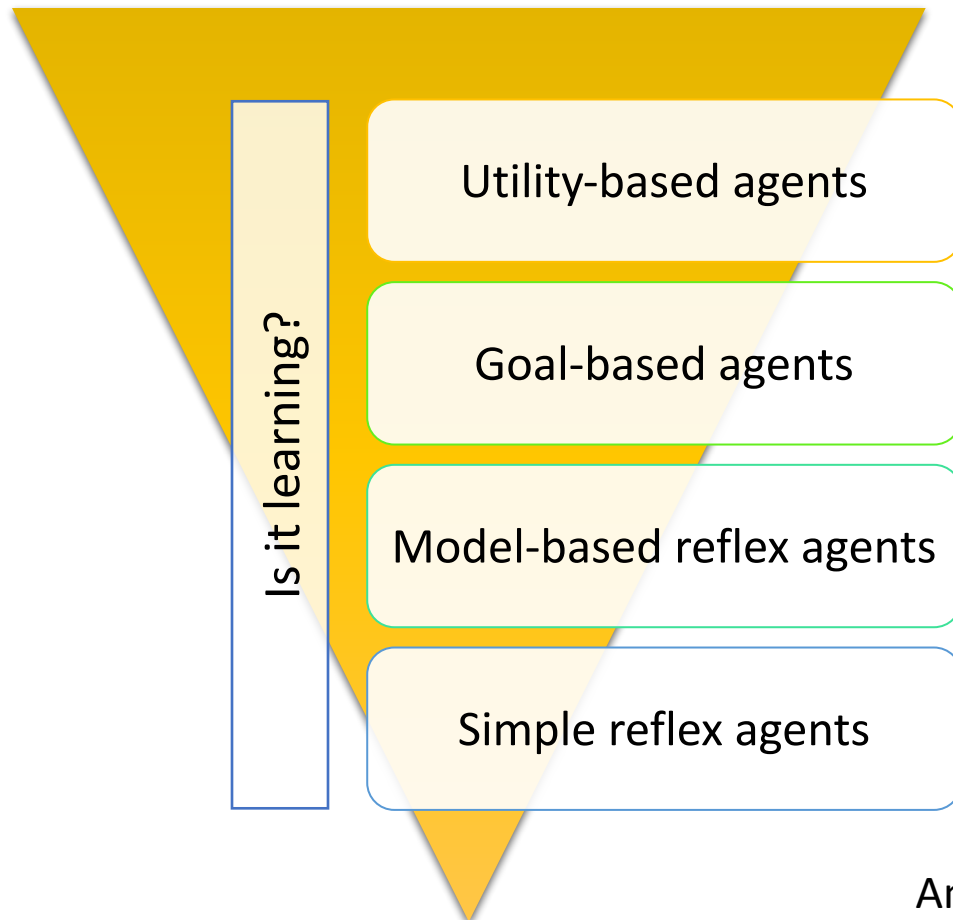 Is it learning?
Utility-based agents
Goal-based agents
Model-based reflex agents
Simple reflex agents